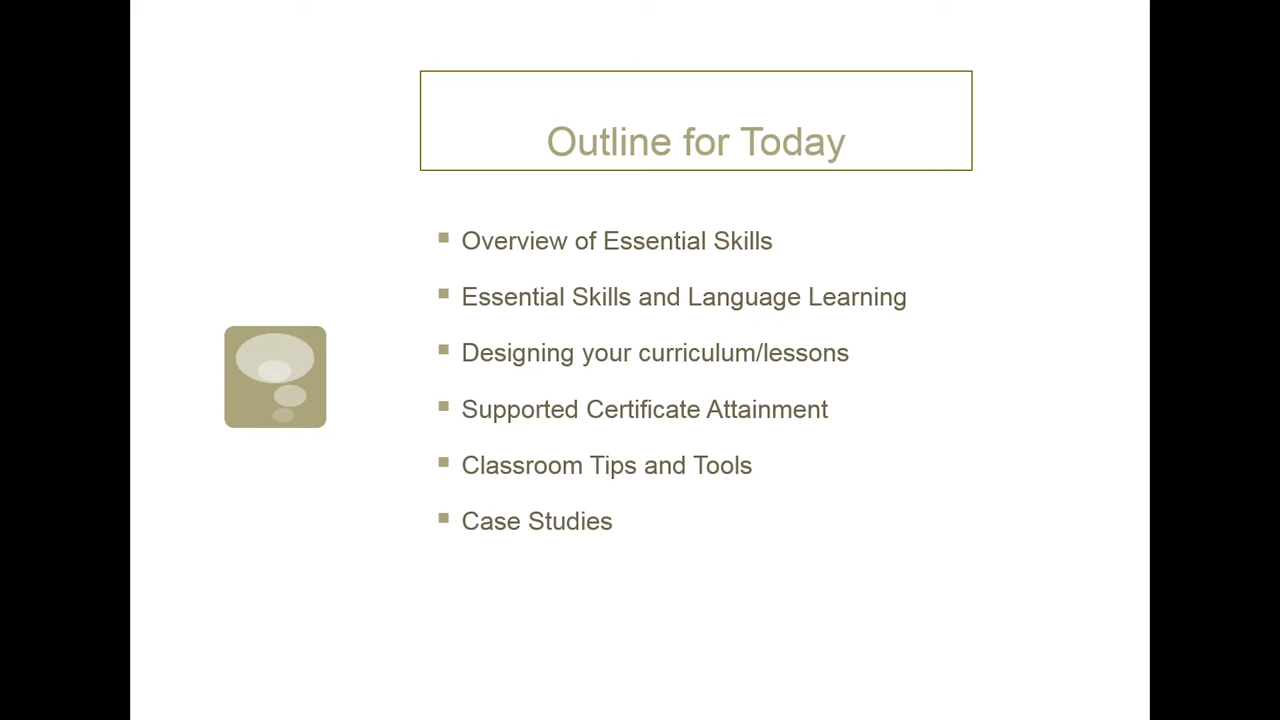 Outline for Today
Overview of Essential Skills
Essential Skills and Language Learning
Designing your curriculum/lessons
Supported Certificate Attainment
Classroom Tips and Tools
Case Studies